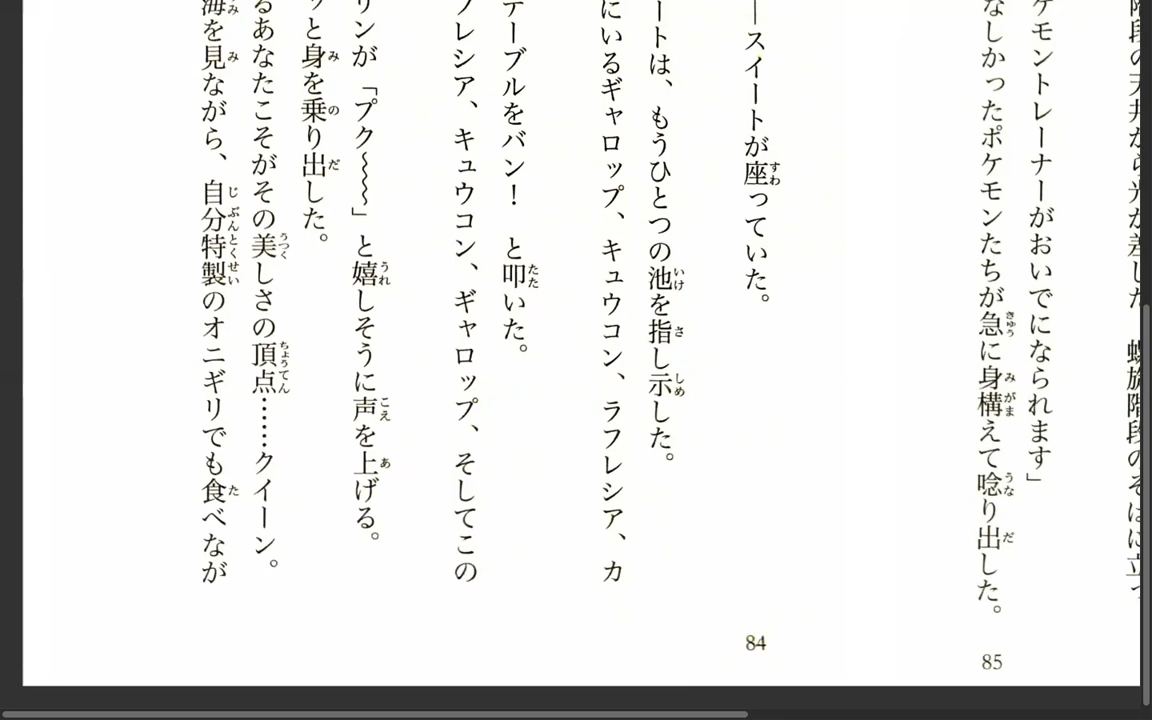 段の天井から光が差した　螺旋階段のそばに立っ
ケモントレーナーがおいでになられます」
なしかったポケモンたちが急に身構えて唸り出した。
85
ースイートが座っていた。
84
ートは、もうひとつの池を指し示した。
にいるギャロップ、キュウコン、ラフレシア、カ
テーブルをバン！　と叩いた。
フレシア、キュウコン、ギャロップ、そしてこの
リンが「プク～～～」と嬉しそうに声を上げる。
ッと身を乗り出した。
るあなたこそがその美しさの頂点……クイーン。
海を見ながら、自分特製のオニギリでも食べなが